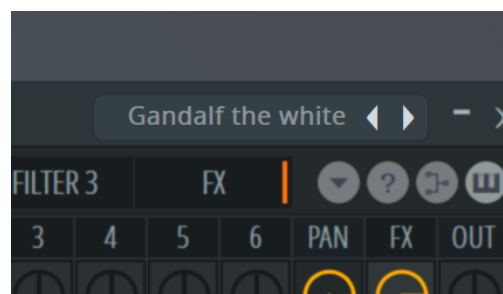 Gandalf the white
FILTER 3 FX
?
3 4 5 6 PAN FX OUT